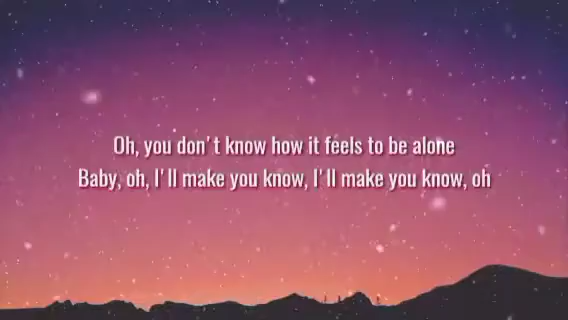 Oh, you don't know how it feels to be alone
Baby, oh, I'll make you know, I'll make you know, oh